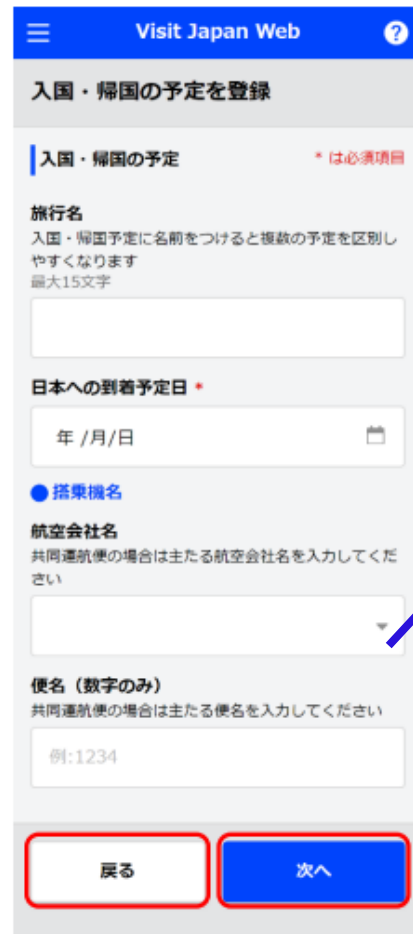 Visit Japan Web
?
入国・帰国の予定を登録
入国・帰国の予定
* は必須項目
旅行名
入国・帰国予定に名前をつけると複数の予定を区別し
やすくなります
最大15文字
日本への到着予定日 *
年 /月/日
搭乗機名
航空会社名
共同運航便の場合は主たる航空会社名を入力してくだ
さい
便名（数字のみ）
共同運航便の場合は主たる便名を入力してください
例:1234
戻る
次へ